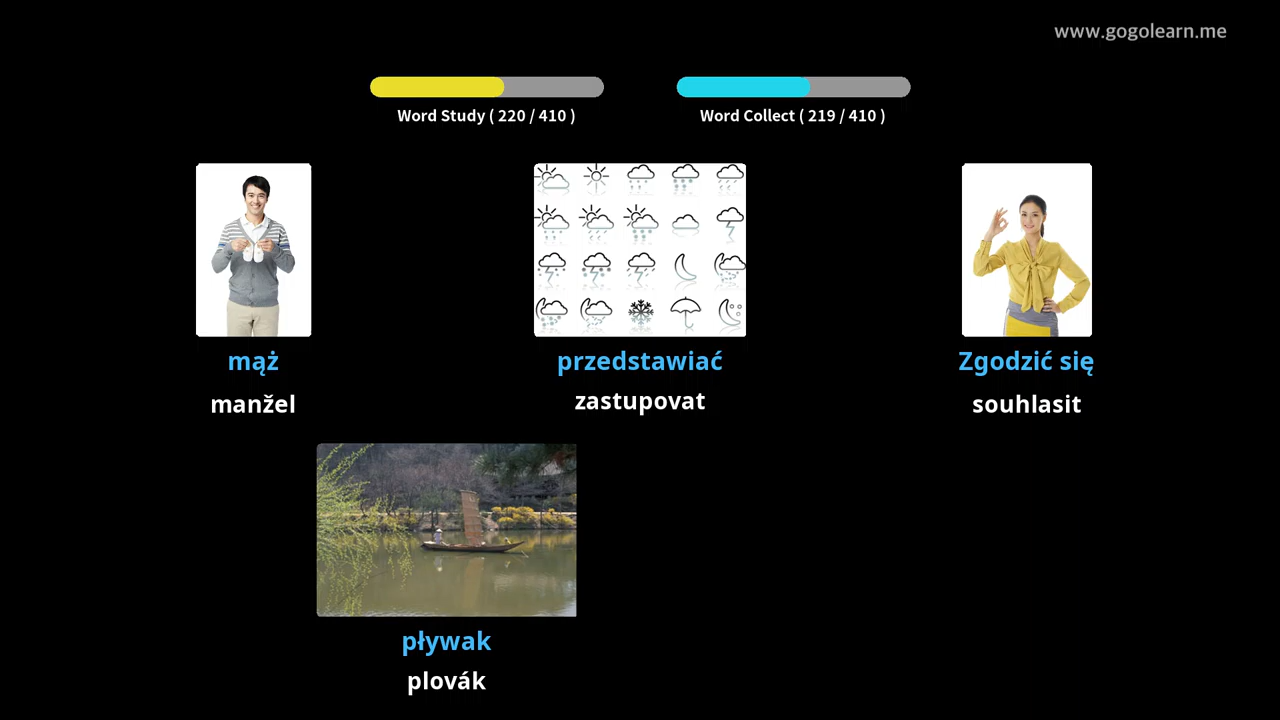 www.gogolearn.me
Word Study ( 220 / 410 )
Word Collect ( 219 / 410 )
mąż
przedstawiać
Zgodzić się
manžel
zastupovat
souhlasit
pływak
plovák